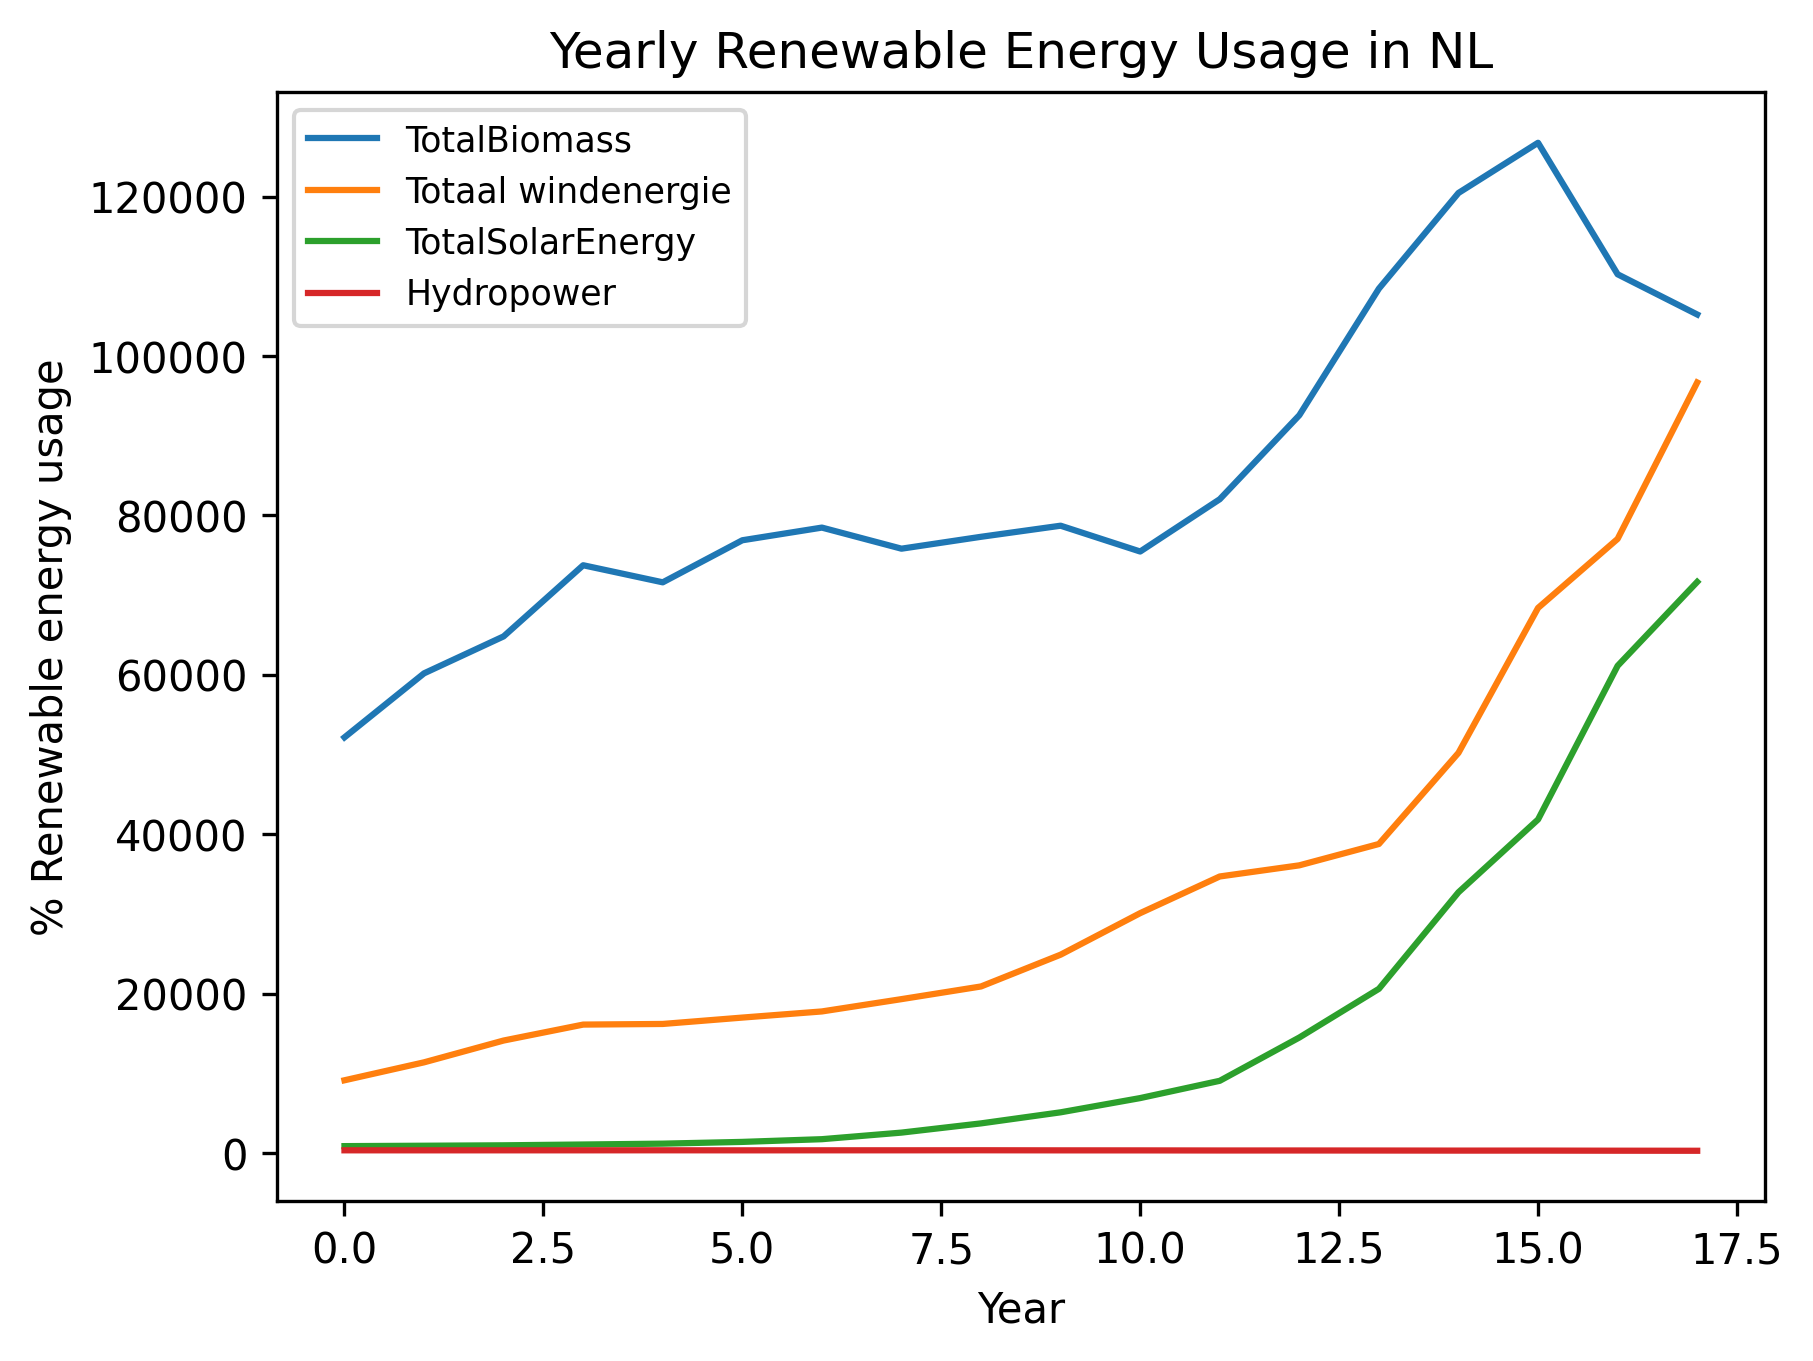 Yearly Renewable Energy Usage in NL
TotalBiomass
Totaal windenergie
TotalSolarEnergy
Hydropower
% Renewable energy usage
120000
100000
80000
60000
40000
20000
0
0.0 2.5 5.0 7.5 10.0 12.5 15.0 17.5
Year